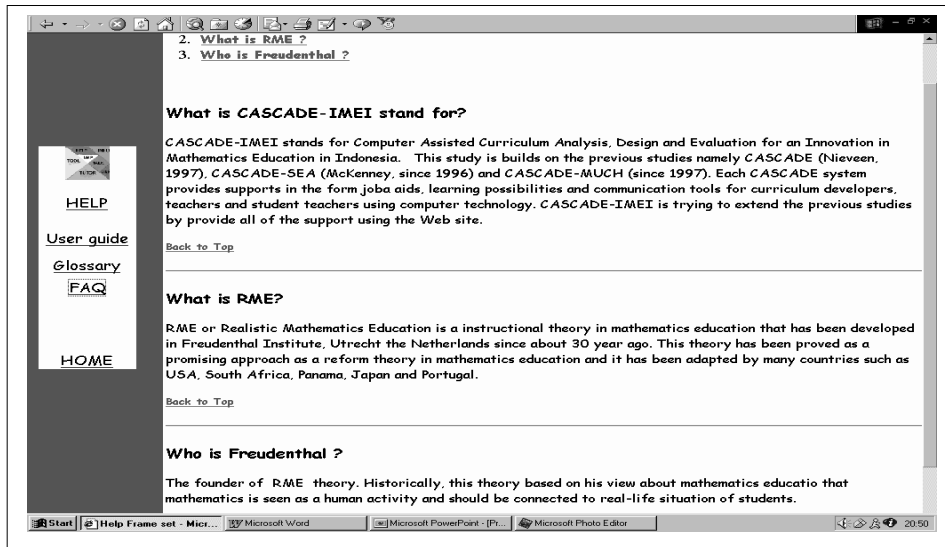 2. What is RME ?
3. Who is Freudenthal ?
What is CASCADE-IMEI stand for?
CASCADE-IMEI stands for Computer Assisted Curriculum Analysis, Design and Evaluation for an Innovation in
Mathematics Education in Indonesia. This study is builds on the previous studies namely CASCADE (Nieveen,
1997), CASCADE-SEA (McKenney, since 1996) and CASCADE-MUCH (since 1997). Each CASCADE system
provides supports in the form joba aids, learning possibilities and communication tools for curriculum developers,
teachers and student teachers using computer technology. CASCADE-IMEI is trying to extend the previous studies
by provide all of the support using the Web site.
Back to Top
What is RME?
RME or Realistic Mathematics Education is a instructional theory in mathematics education that has been developed
in Freudenthal Institute, Utrecht the Netherlands since about 30 year ago. This theory has been proved as a
promising approach as a reform theory in mathematics education and it has been adapted by many countries such as
USA, South Africa, Panama, Japan and Portugal.
Back to Top
Who is Freudenthal ?
The founder of RME theory. Historically, this theory based on his view about mathematics educatio that
mathematics is seen as a human activity and should be connected to real-life situation of students.
TOOL
TUTOR
HELP
User guide
Glossary
FAQ
HOME
Start
Help Frame set - Micr...
Microsoft Word
Microsoft PowerPoint - [Pr...
Microsoft Photo Editor
20:50